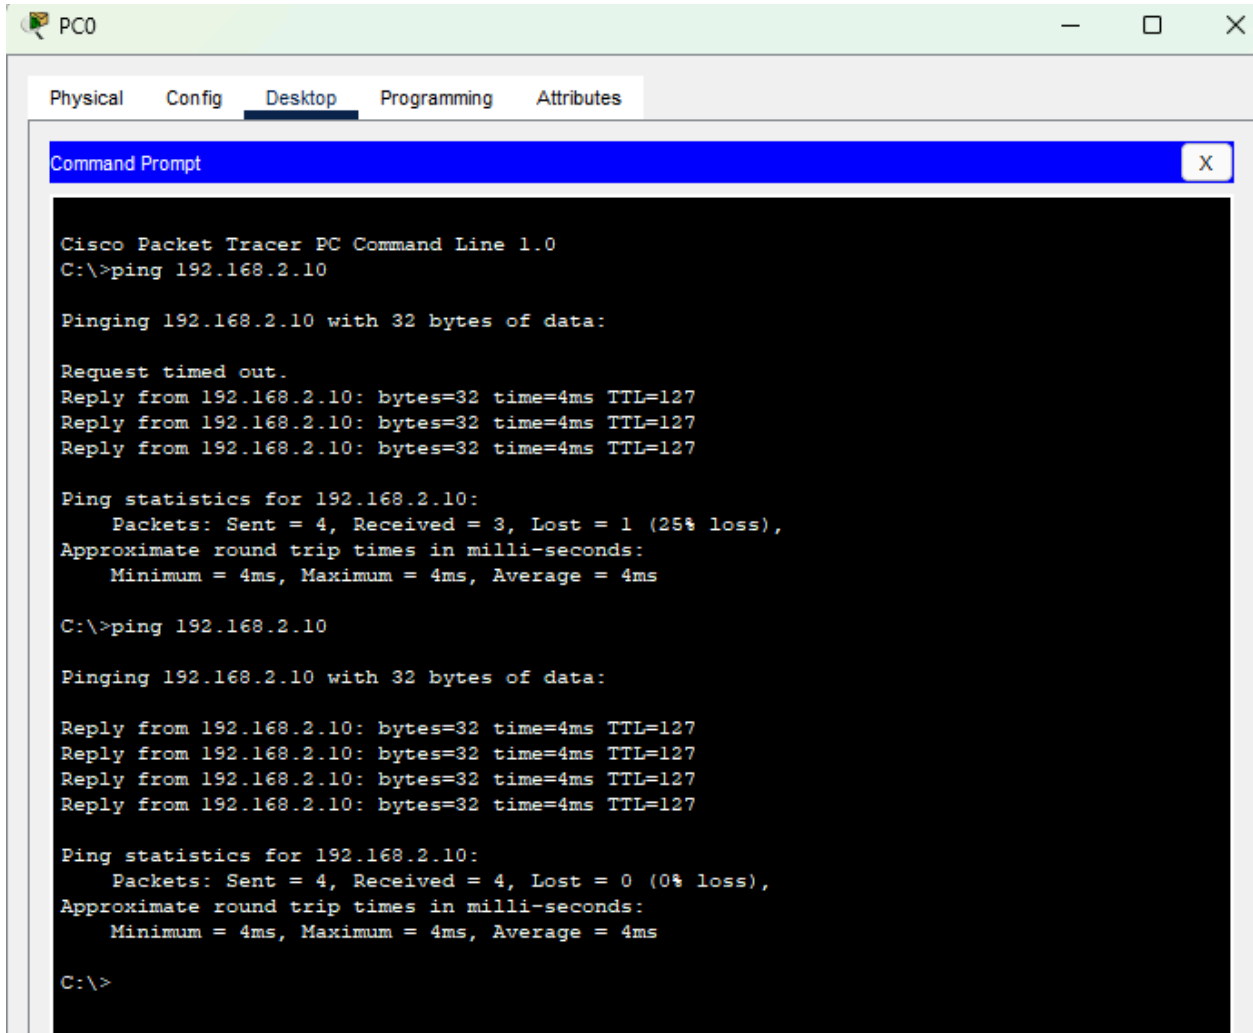 PC0
Physical Config Desktop Programming Attributes
Command Prompt X
Cisco Packet Tracer PC Command Line 1.0
C:\>ping 192.168.2.10
Pinging 192.168.2.10 with 32 bytes of data:
Request timed out.
Reply from 192.168.2.10: bytes=32 time=4ms TTL=127
Reply from 192.168.2.10: bytes=32 time=4ms TTL=127
Reply from 192.168.2.10: bytes=32 time=4ms TTL=127
Ping statistics for 192.168.2.10:
Packets: Sent = 4, Received = 3, Lost = 1 (25% loss),
Approximate round trip times in milli-seconds:
Minimum = 4ms, Maximum = 4ms, Average = 4ms
C:\>ping 192.168.2.10
Pinging 192.168.2.10 with 32 bytes of data:
Reply from 192.168.2.10: bytes=32 time=4ms TTL=127
Reply from 192.168.2.10: bytes=32 time=4ms TTL=127
Reply from 192.168.2.10: bytes=32 time=4ms TTL=127
Reply from 192.168.2.10: bytes=32 time=4ms TTL=127
Ping statistics for 192.168.2.10:
Packets: Sent = 4, Received = 4, Lost = 0 (0% loss),
Approximate round trip times in milli-seconds:
Minimum = 4ms, Maximum = 4ms, Average = 4ms
C:\>